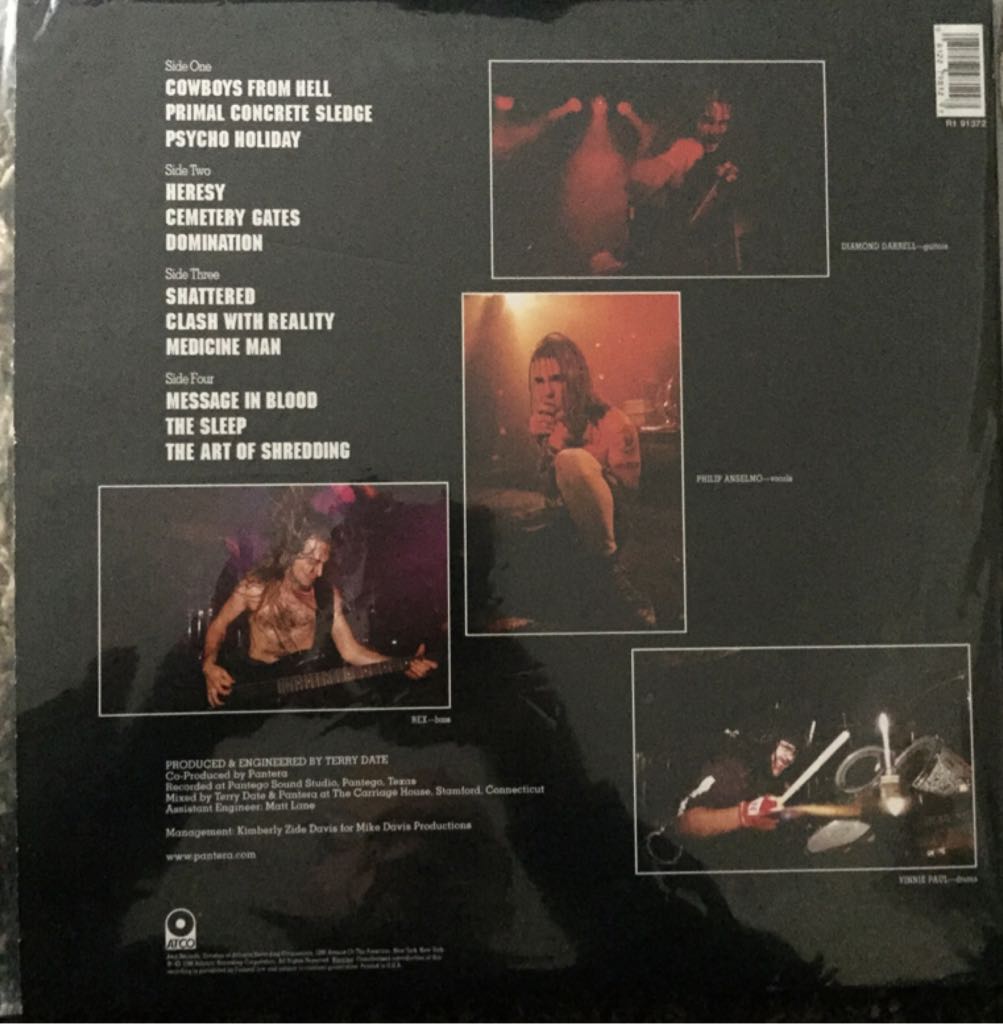 Side One
COWBOYS FROM HELL
PRIMAL CONCRETE SLEDGE
PSYCHO HOLIDAY
Side Two
HERESY
CEMETERY GATES
DOMINATION
Side Three
SHATTERED
CLASH WITH REALITY
MEDICINE MAN
Side Four
MESSAGE IN BLOOD
THE SLEEP
THE ART OF SHREDDING
R1 91372
DIAMOND DARRELL—guitars
PHILIP ANSELMO—vocals
REX—bass
VINNIE PAUL—drums
PRODUCED & ENGINEERED BY TERRY DATE
Co-Produced by Pantera
Recorded at Pantego Sound Studio, Pantego, Texas
Mixed by Terry Date & Pantera at The Carriage House, Stamford, Connecticut
Assistant Engineer: Matt Lane
Management: Kimberly Zide Davis for Mike Davis Productions
www.pantera.com
ATCO